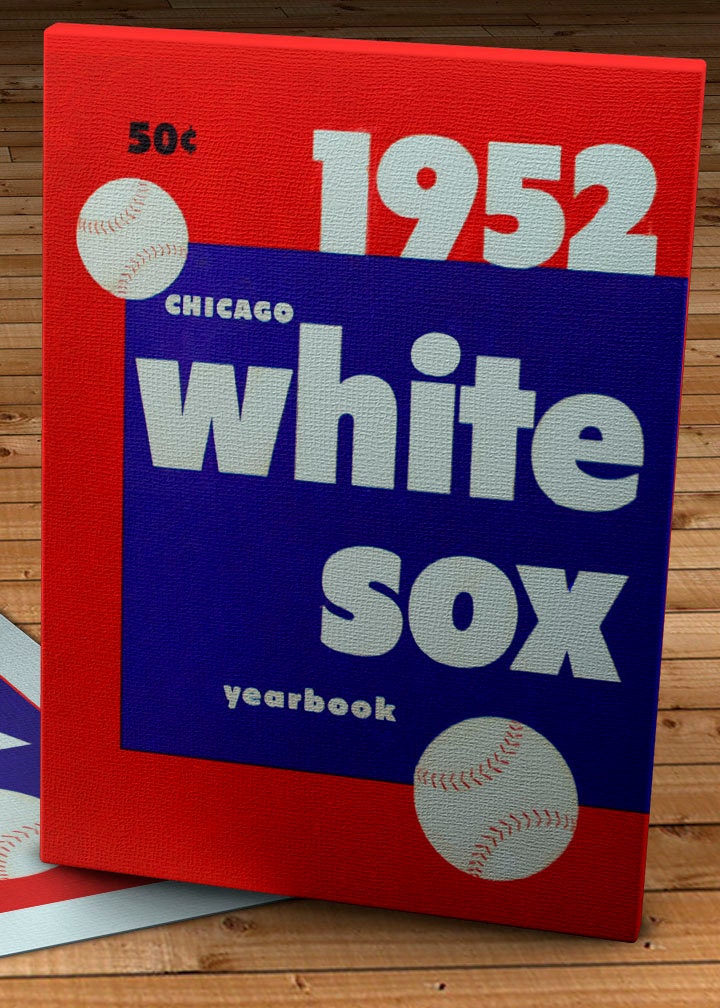 50¢
1952
CHICAGO
white
sox
yearbook